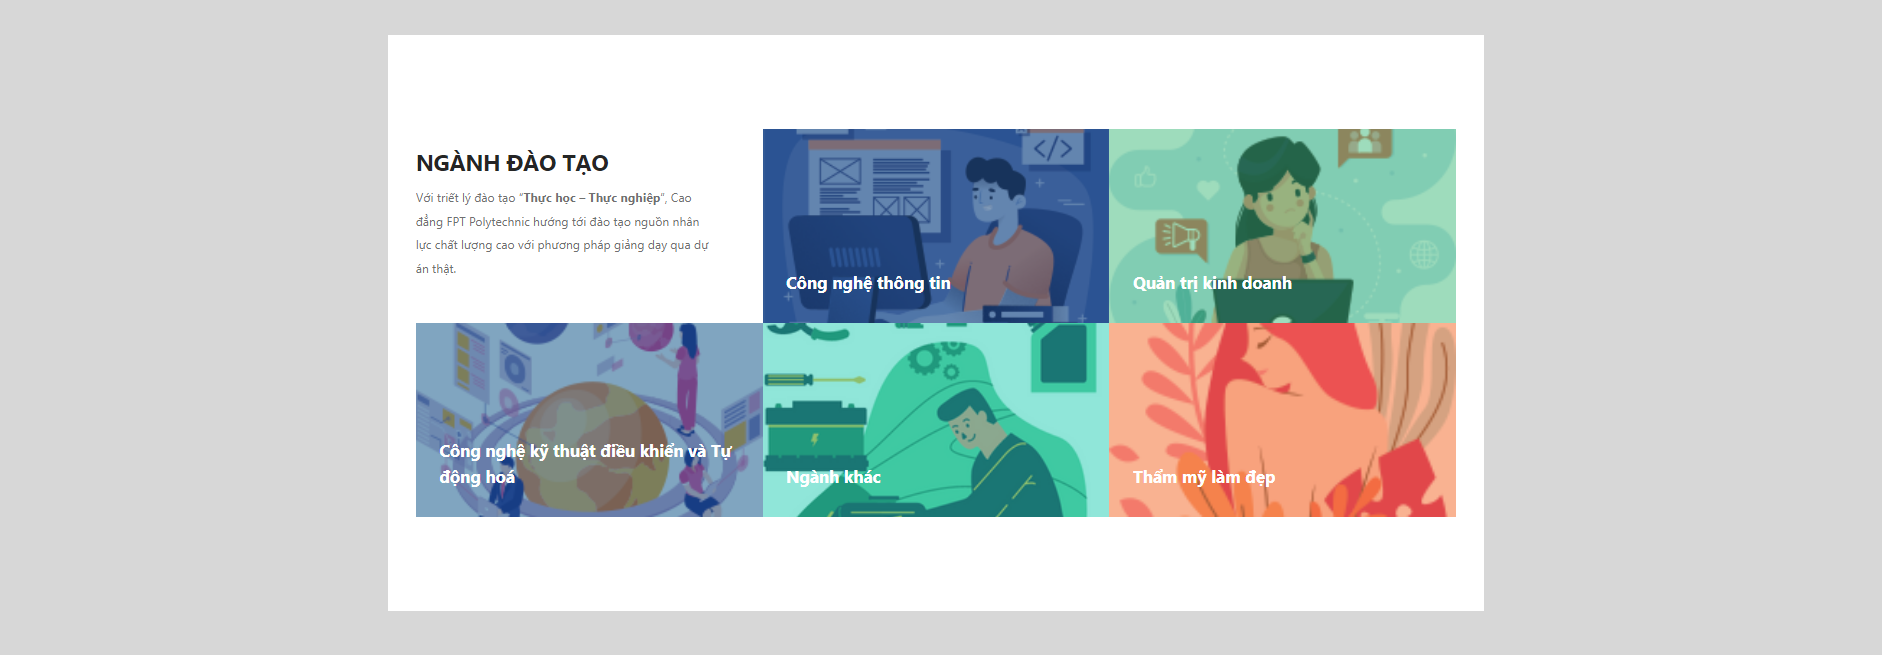 NGÀNH ĐÀO TẠO
Với triết lý đào tạo “Thực học – Thực nghiệp”, Cao
đẳng FPT Polytechnic hướng tới đào tạo nguồn nhân
lực chất lượng cao với phương pháp giảng dạy qua dự
án thật.
Công nghệ thông tin
Quản trị kinh doanh
Công nghệ kỹ thuật điều khiển và Tự
động hoá
Ngành khác
Thẩm mỹ làm đẹp